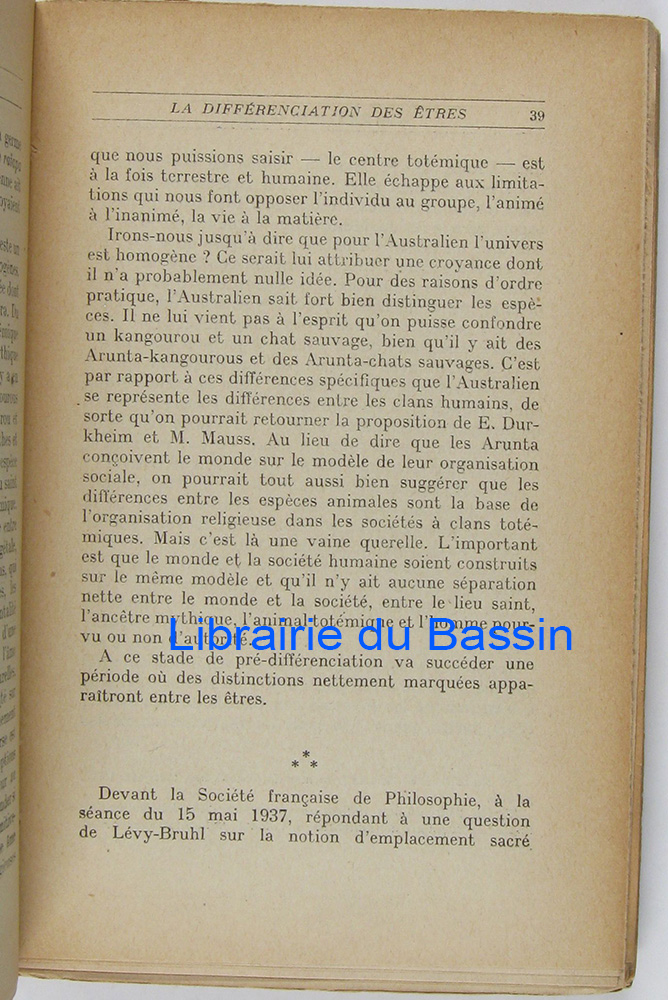 LA DIFFÉRENCIATION DES ÊTRES 39
que nous puissions saisir — le centre totémique — est
à la fois terrestre et humaine. Elle échappe aux limita-
tions qui nous font opposer l'individu au groupe, l'animé
à l'inanimé, la vie à la matière.
Irons-nous jusqu'à dire que pour l'Australien l'univers
est homogène ? Ce serait lui attribuer une croyance dont
il n'a probablement nulle idée. Pour des raisons d'ordre
pratique, l'Australien sait fort bien distinguer les espè-
ces. Il ne lui vient pas à l'esprit qu'on puisse confondre
un kangourou et un chat sauvage, bien qu'il y ait des
Arunta-kangourous et des Arunta-chats sauvages. C'est
par rapport à ces différences spécifiques que l'Australien
se représente les différences entre les clans humains, de
sorte qu'on pourrait retourner la proposition de E. Dur-
kheim et M. Mauss. Au lieu de dire que les Arunta
conçoivent le monde sur le modèle de leur organisation
sociale, on pourrait tout aussi bien suggérer que les
différences entre les espèces animales sont la base de
l'organisation religieuse dans les sociétés à clans toté-
miques. Mais c'est là une vaine querelle. L'important
est que le monde et la société humaine soient construits
sur le même modèle et qu'il n'y ait aucune séparation
nette entre le monde et la société, entre le lieu saint,
l'ancêtre mythique, l'animal totémique et l'homme pour-
vu ou non d'autorité.
Librairie du Bassin
A ce stade de pré-différenciation va succéder une
période où des distinctions nettement marquées appa-
raîtront entre les êtres.
*
* *
Devant la Société française de Philosophie, à la
séance du 15 mai 1937, répondant à une question
de Lévy-Bruhl sur la notion d'emplacement sacré